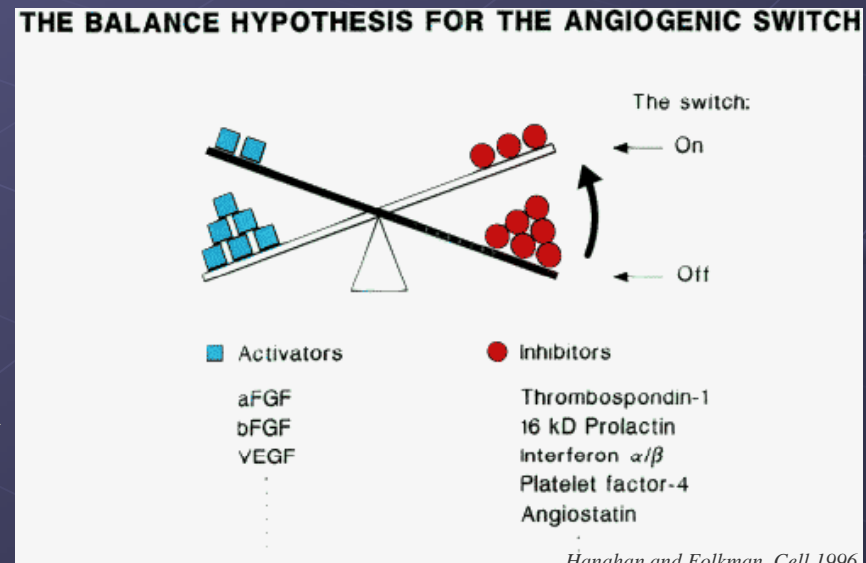 THE BALANCE HYPOTHESIS FOR THE ANGIOGENIC SWITCH
The switch:
On
Off
Activators
aFGF
bFGF
VEGF
Inhibitors
Thrombospondin-1
16 kD Prolactin
Interferon α/β
Platelet factor-4
Angiostatin
Hanahan and Folkman, Cell 1996